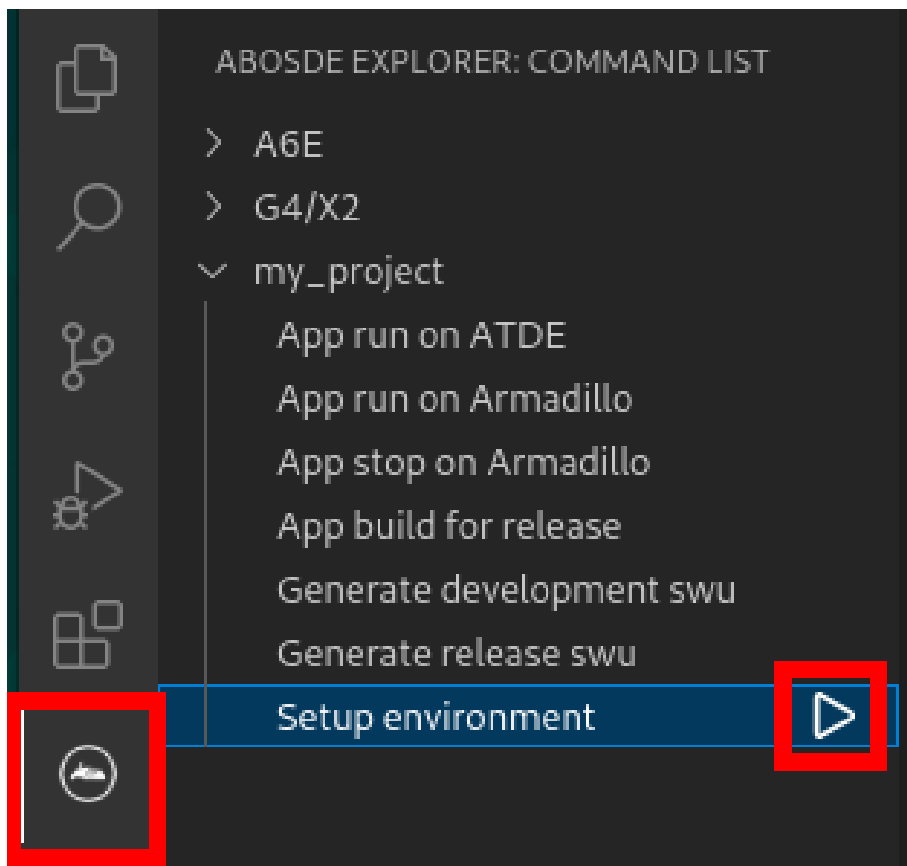 ABOSDE EXPLORER: COMMAND LIST
A6E
G4/X2
my_project
App run on ATDE
App run on Armadillo
App stop on Armadillo
App build for release
Generate development swu
Generate release swu
Setup environment